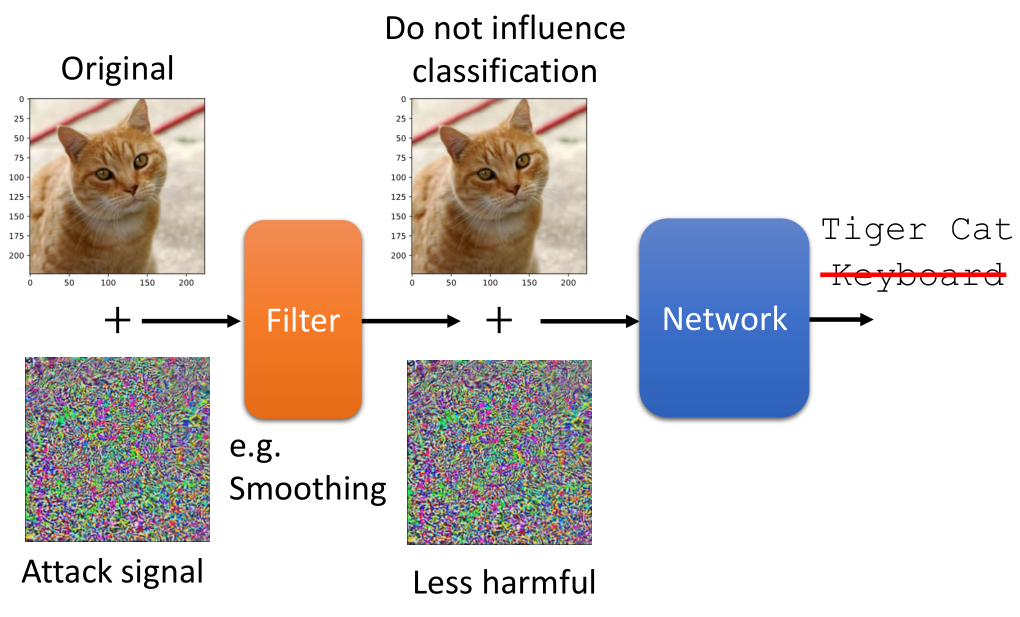 Do not influence
classification
Original
0
25
50
75
100
125
150
175
200
0 50 100 150 200
0
25
50
75
100
125
150
175
200
0 50 100 150 200
Tiger Cat
Keyboard
+
Filter
+
Network
e.g.
Smoothing
Attack signal
Less harmful